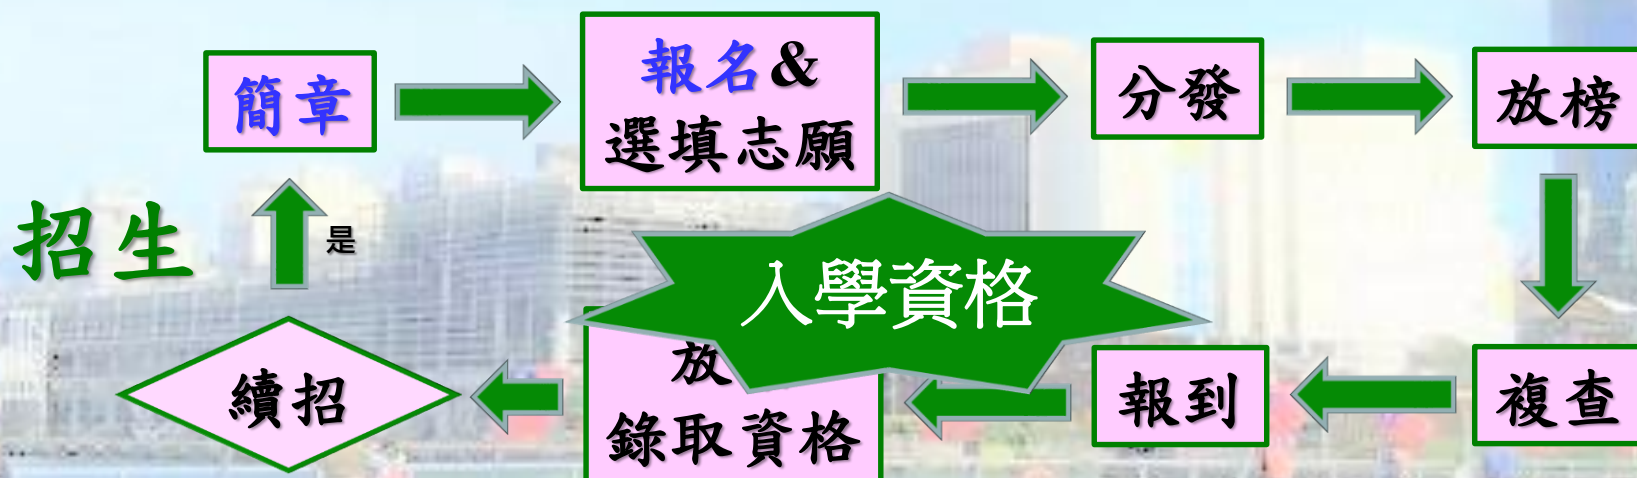 簡章
報名&
選填志願
分發
放榜
招生
是
入學資格
續招
放
錄取資格
報到
複查